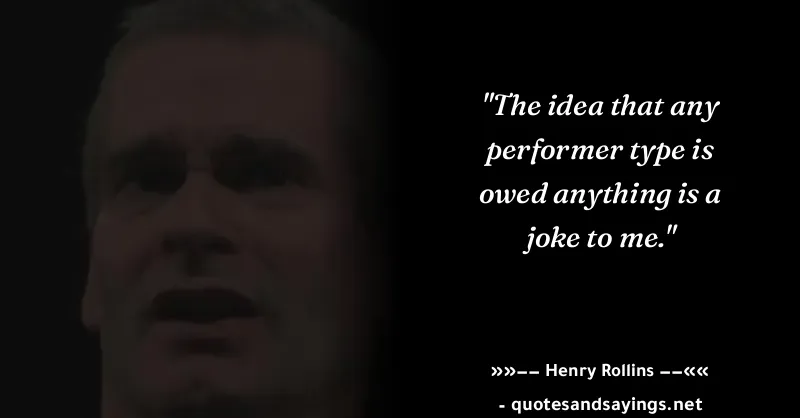 "The idea that any
performer type is
owed anything is a
joke to me."
»»–– Henry Rollins ––««
- quotesandsayings.net